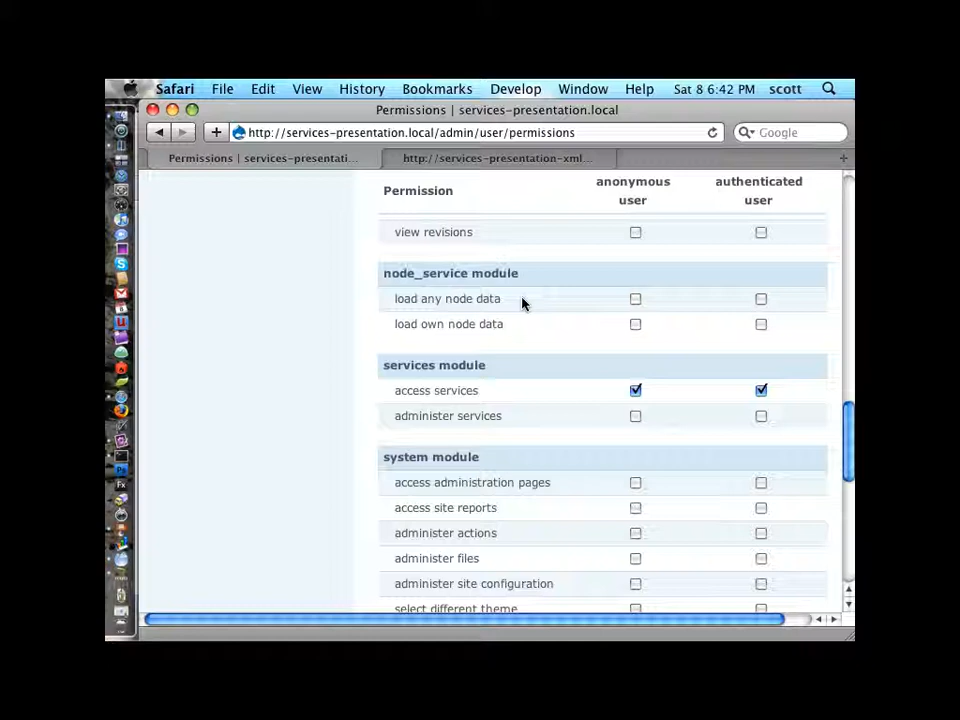 Safari File Edit View History Bookmarks Develop Window Help Sat 8 6:42 PM scott
Permissions | services-presentation.local
http://services-presentation.local/admin/user/permissions
Google
Permissions | services-presentati...
http://services-presentation-xml...
Permission
anonymous user
authenticated user
view revisions
node_service module
load any node data
load own node data
services module
access services
administer services
system module
access administration pages
access site reports
administer actions
administer files
administer site configuration
select different theme